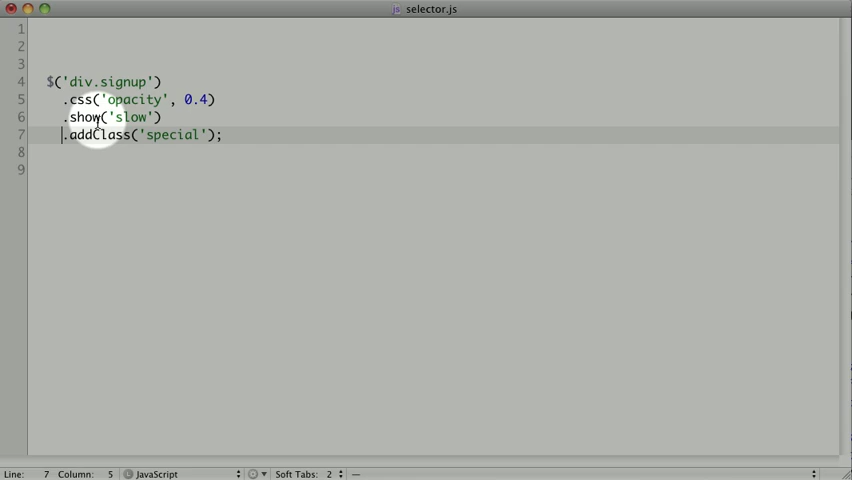 selector.js
1
2
3
4 $('div.signup')
5 .css('opacity', 0.4)
6 .show('slow')
7 .addClass('special');
8
9
Line: 7 Column: 5 JavaScript Soft Tabs: 2 —